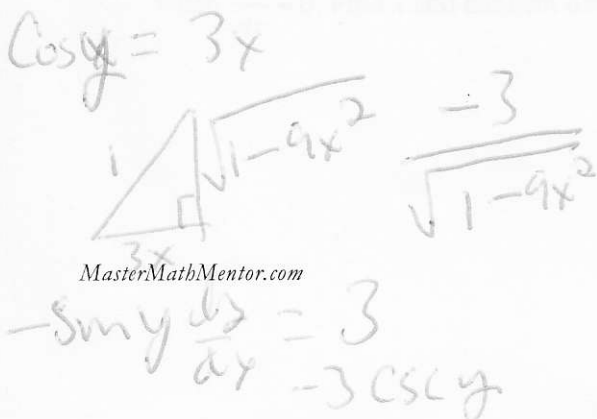 Cos y = 3x
1
√(1-9x²)
3x
-3/√(1-9x²)
MasterMathMentor.com
-sin y dy/dx = 3
-3 csc y